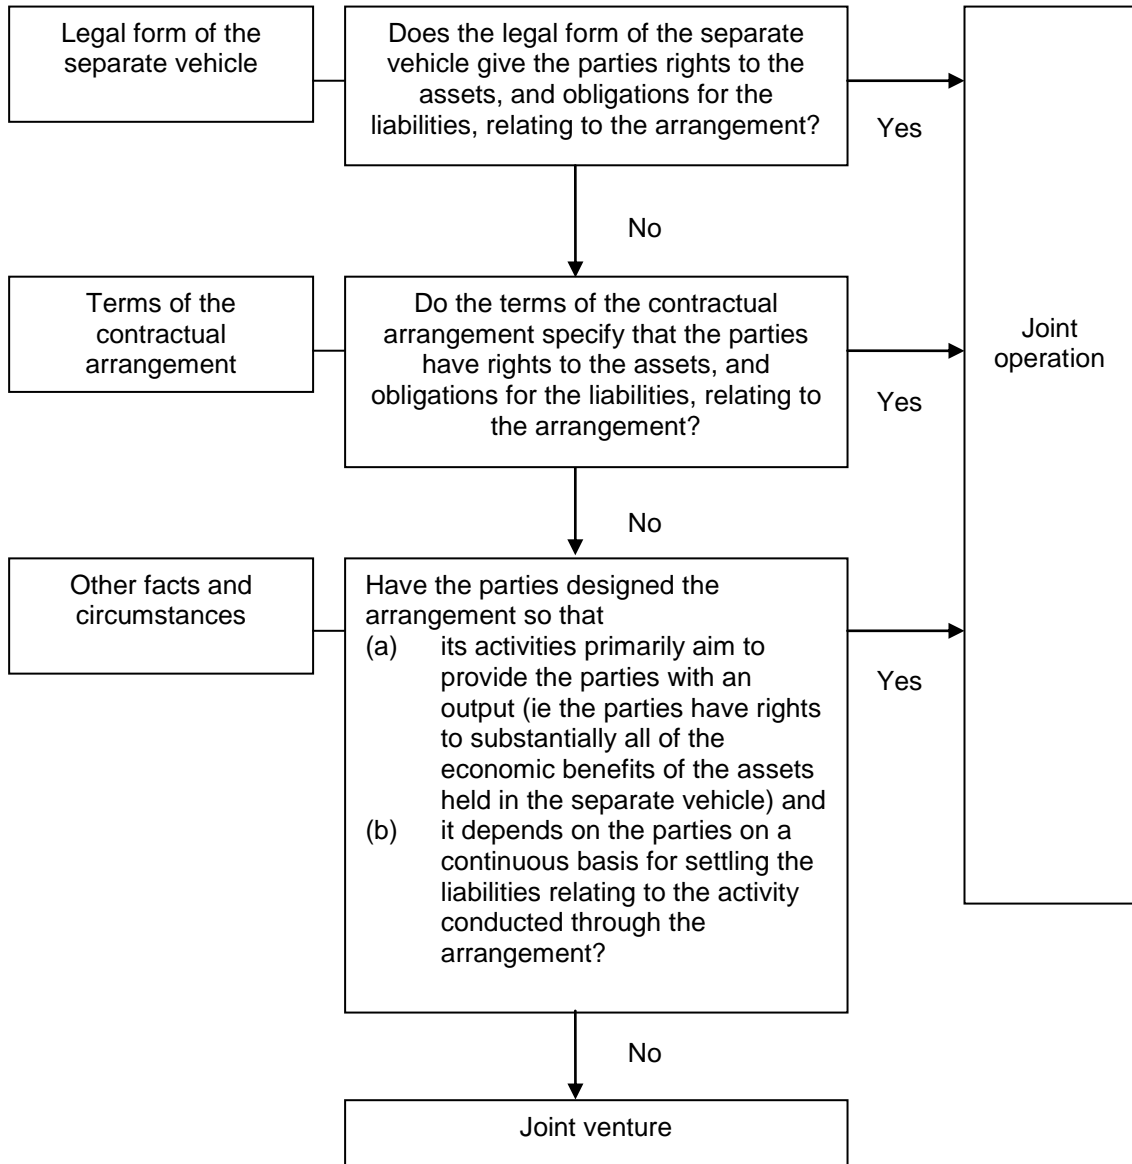 Legal form of the
separate vehicle
Does the legal form of the separate
vehicle give the parties rights to the
assets, and obligations for the
liabilities, relating to the arrangement?
Yes
No
Terms of the
contractual
arrangement
Do the terms of the contractual
arrangement specify that the parties
have rights to the assets, and
obligations for the liabilities, relating to
the arrangement?
Yes
Joint
operation
No
Other facts and
circumstances
Have the parties designed the
arrangement so that
(a) its activities primarily aim to
provide the parties with an
output (ie the parties have rights
to substantially all of the
economic benefits of the assets
held in the separate vehicle) and
(b) it depends on the parties on a
continuous basis for settling the
liabilities relating to the activity
conducted through the
arrangement?
Yes
No
Joint venture